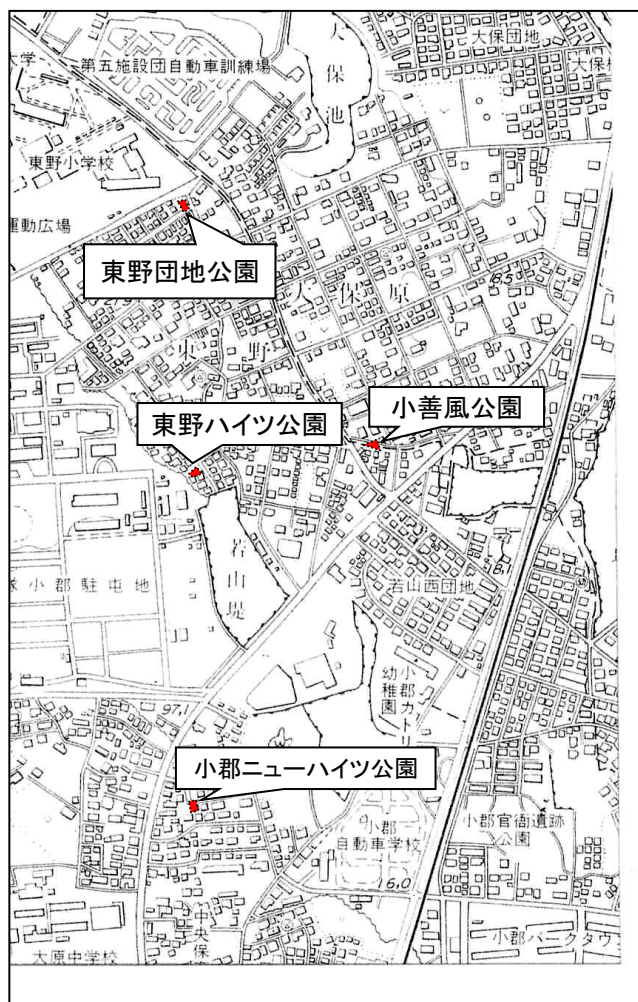 大保池
大保団地
大保
第五施設団自動車訓練場
大学
東野小学校
運動広場
東野団地公園
大保原
東野
小善風公園
東野ハイツ公園
若山堤
若山西団地
隊小郡駐屯地
小郡カトリ
幼稚園
97.1
小郡ニューハイツ公園
小郡
自動車学校
小郡官衙遺跡
公園
16.0
中央保
大原中学校
小郡パークタウ